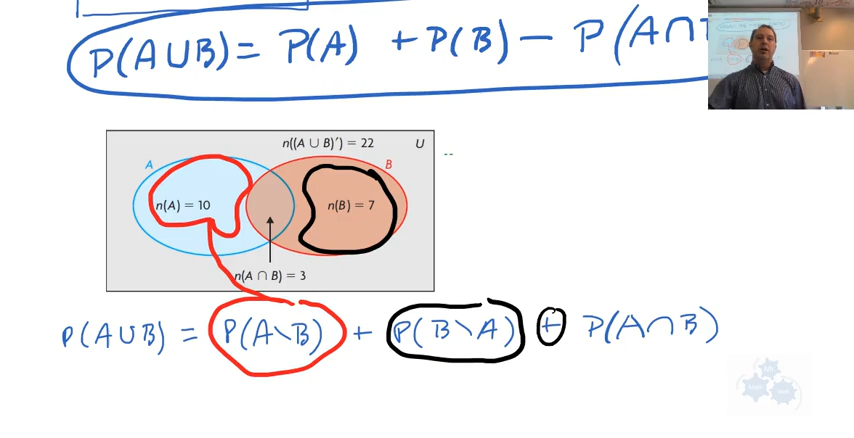 P(A∪B) = P(A) + P(B) − P(A∩
n((A ∪ B)′) = 22 U
A B
n(A) = 10 n(B) = 7
n(A ∩ B) = 3
P(A∪B) = P(A∖B) + P(B∖A) + P(A∩B)